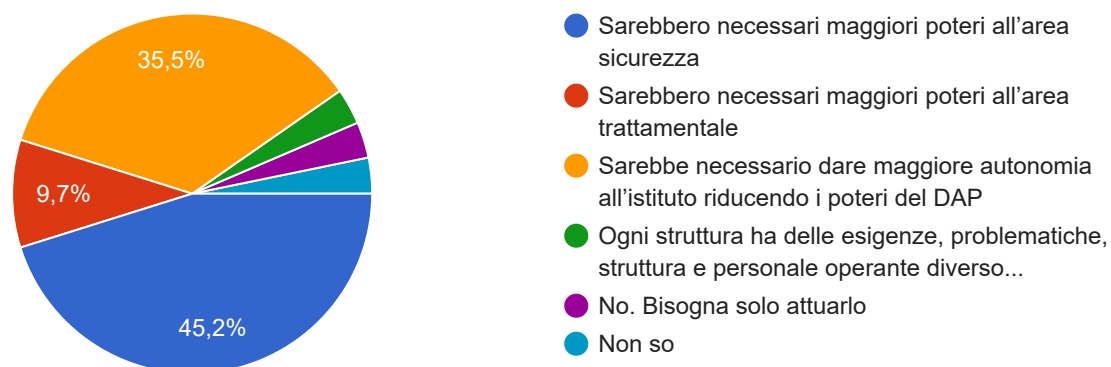 35,5%
9,7%
45,2%
Sarebbero necessari maggiori poteri all’area
sicurezza
Sarebbero necessari maggiori poteri all’area
trattamentale
Sarebbe necessario dare maggiore autonomia
all’istituto riducendo i poteri del DAP
Ogni struttura ha delle esigenze, problematiche,
struttura e personale operante diverso...
No. Bisogna solo attuarlo
Non so